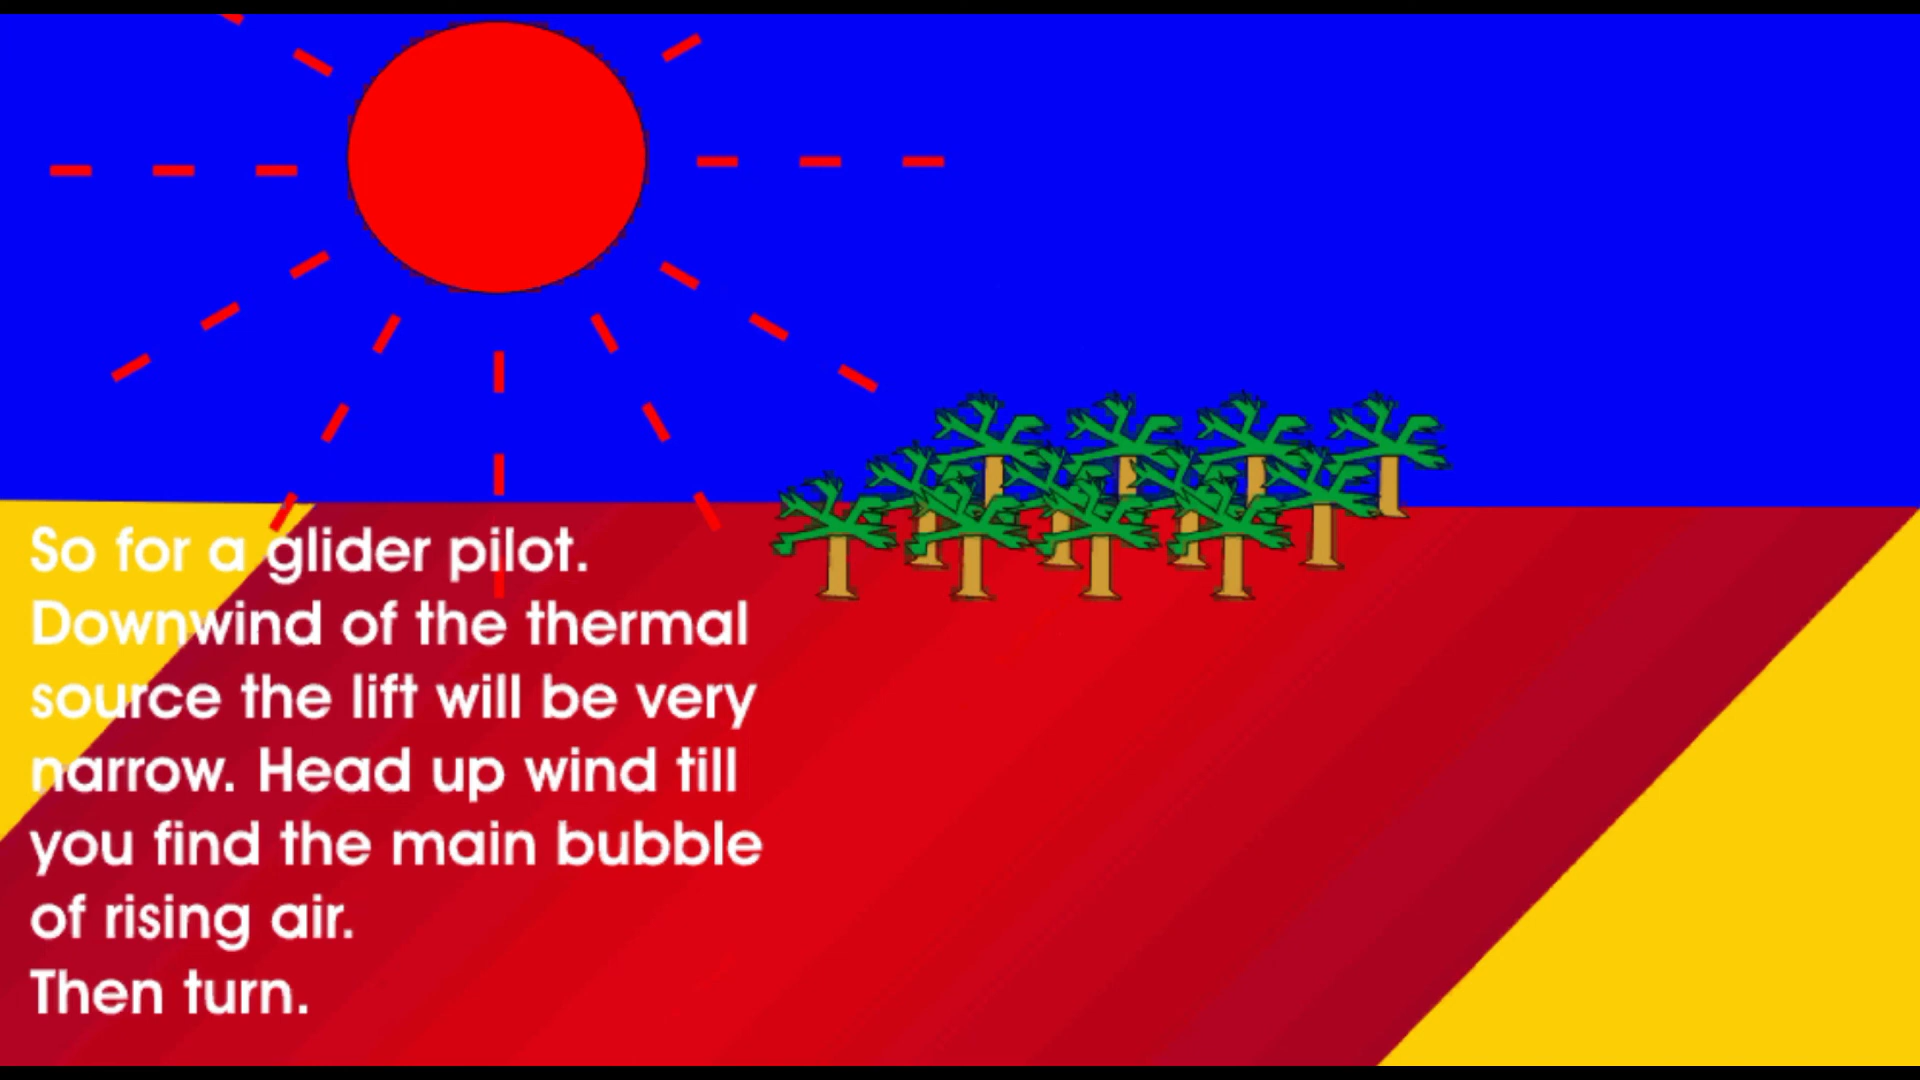 So for a glider pilot.
Downwind of the thermal
source the lift will be very
narrow. Head up wind till
you find the main bubble
of rising air.
Then turn.